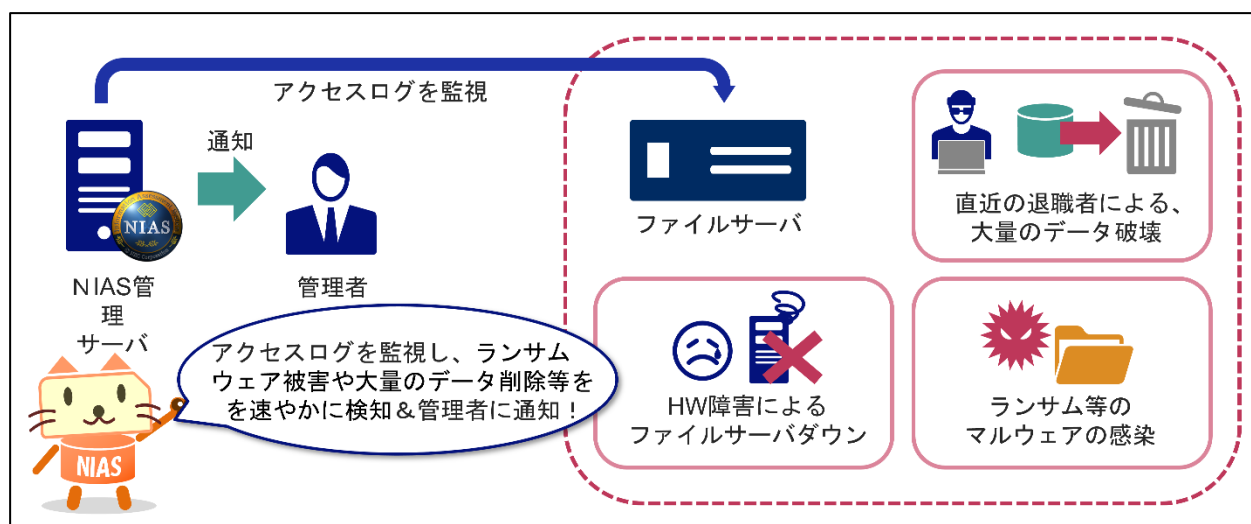 アクセスログを監視
通知
NIAS
NIAS管
理
サーバ
管理者
ファイルサーバ
直近の退職者による、
大量のデータ破壊
アクセスログを監視し、ランサム
ウェア被害や大量のデータ削除等を
を速やかに検知&管理者に通知!
NIAS
HW障害による
ファイルサーバダウン
ランサム等の
マルウェアの感染